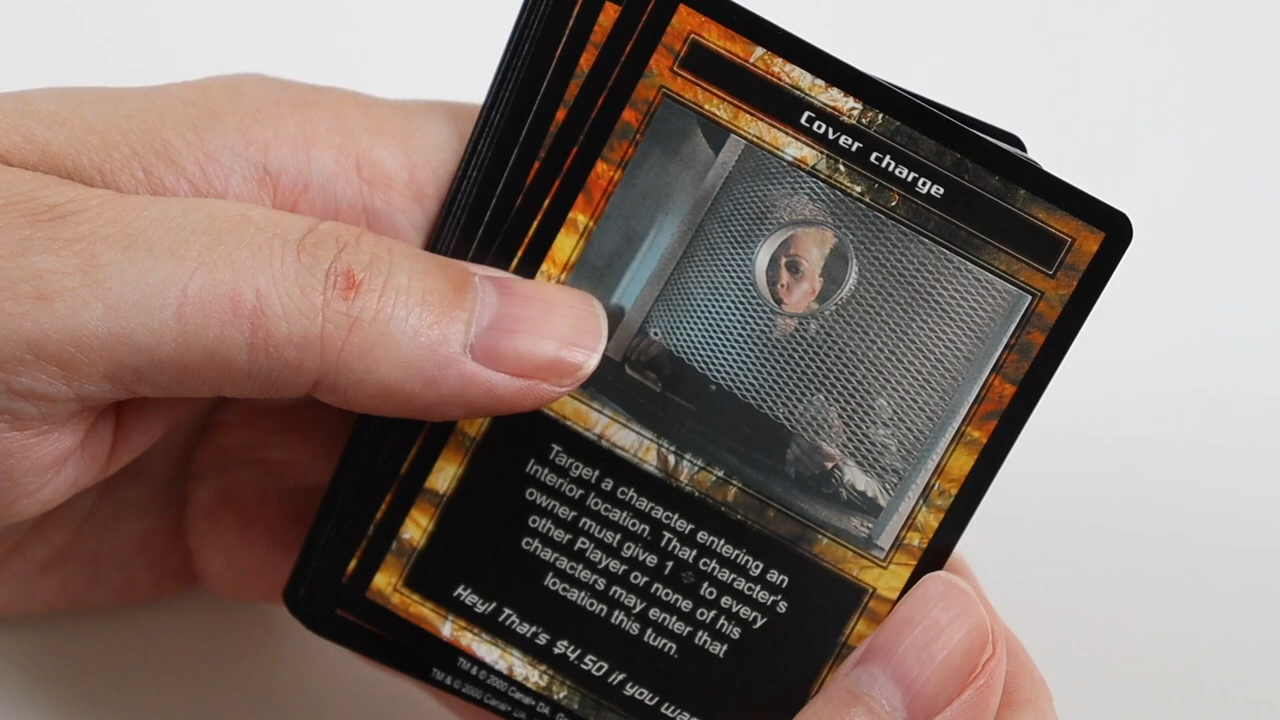 Cover charge
Target a character entering an
Interior location. That character's
owner must give 1 to every
other Player or none of his
characters may enter that
location this turn.
Hey! That's $4.50 if you
TM & © 2000 Canal+ DA
TM & © 2000 Canal+ DA